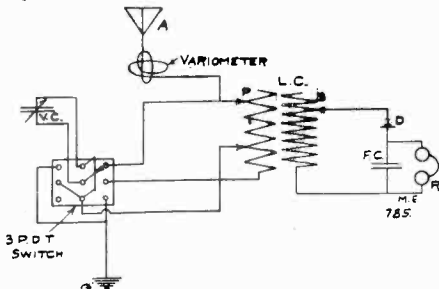 A
VARIOMETER
L.C.
P
S
T
V.C.
D
F.C.
R
M.E
785.
3 P.D T
SWITCH
G